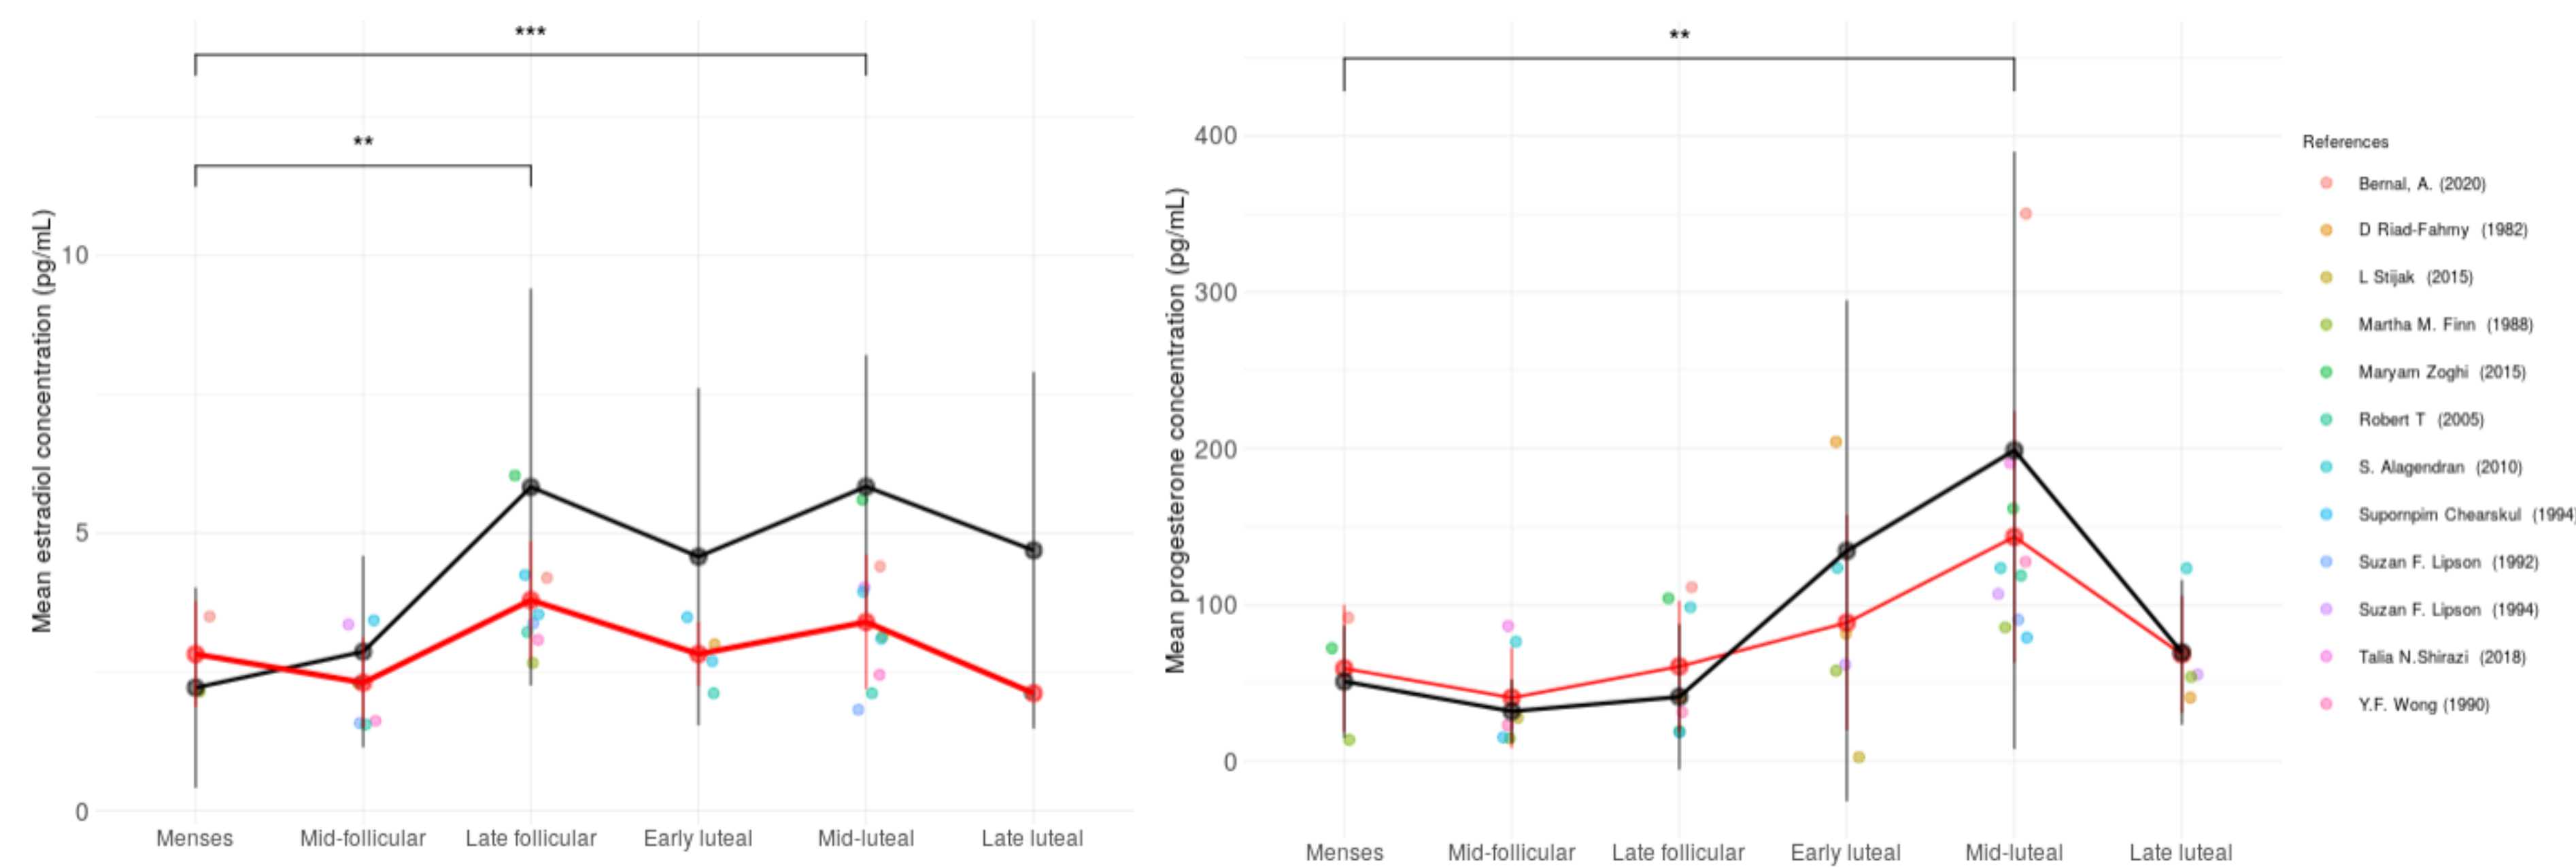 ***
**
Mean estradiol concentration (pg/mL)
10
5
0
Menses Mid-follicular Late follicular Early luteal Mid-luteal Late luteal
**
Mean progesterone concentration (pg/mL)
400
300
200
100
0
Menses Mid-follicular Late follicular Early luteal Mid-luteal Late luteal
References
Bernal, A. (2020)
D Riad-Fahmy (1982)
L Stijak (2015)
Martha M. Finn (1988)
Maryam Zoghi (2015)
Robert T (2005)
S. Alagendran (2010)
Supornpim Chearskul (1994)
Suzan F. Lipson (1992)
Suzan F. Lipson (1994)
Talia N.Shirazi (2018)
Y.F. Wong (1990)